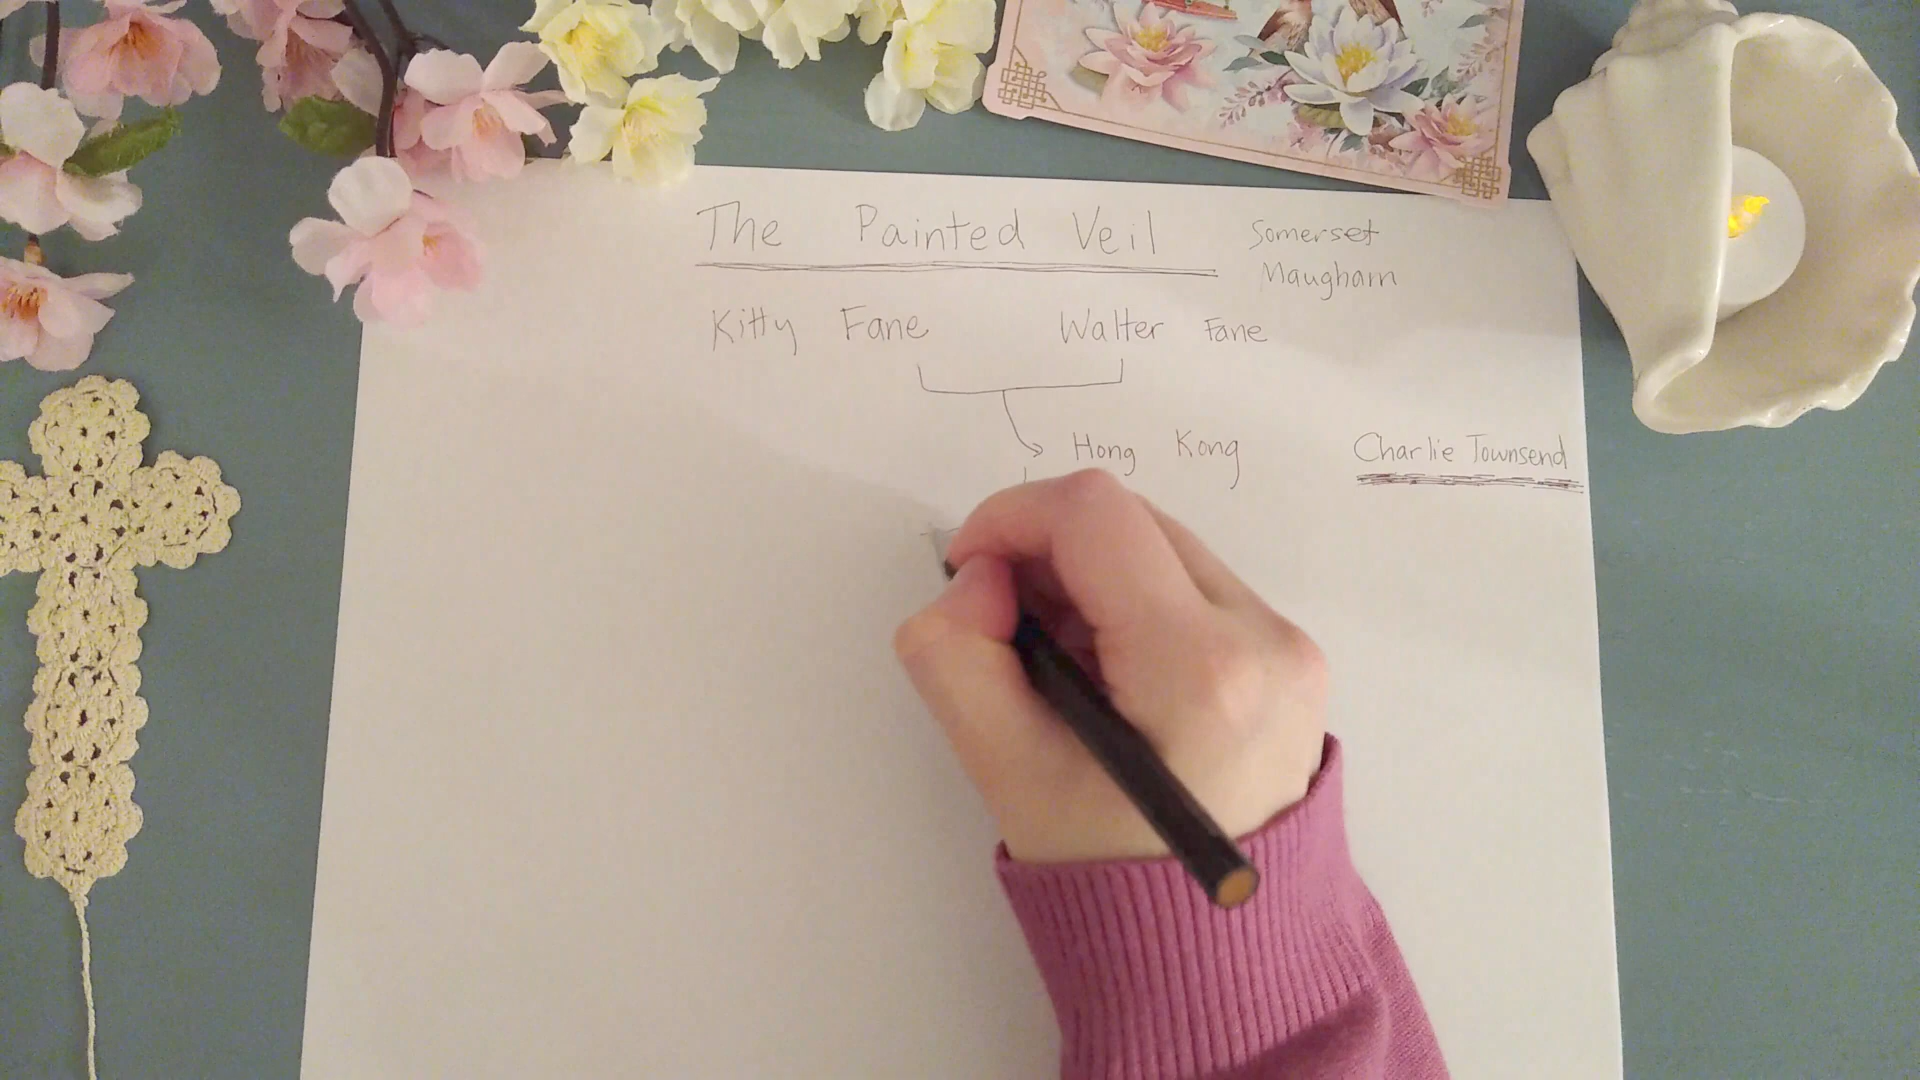 The Painted Veil
Somerset
Maugham
Kitty Fane Walter Fane
Hong Kong
Charlie Townsend